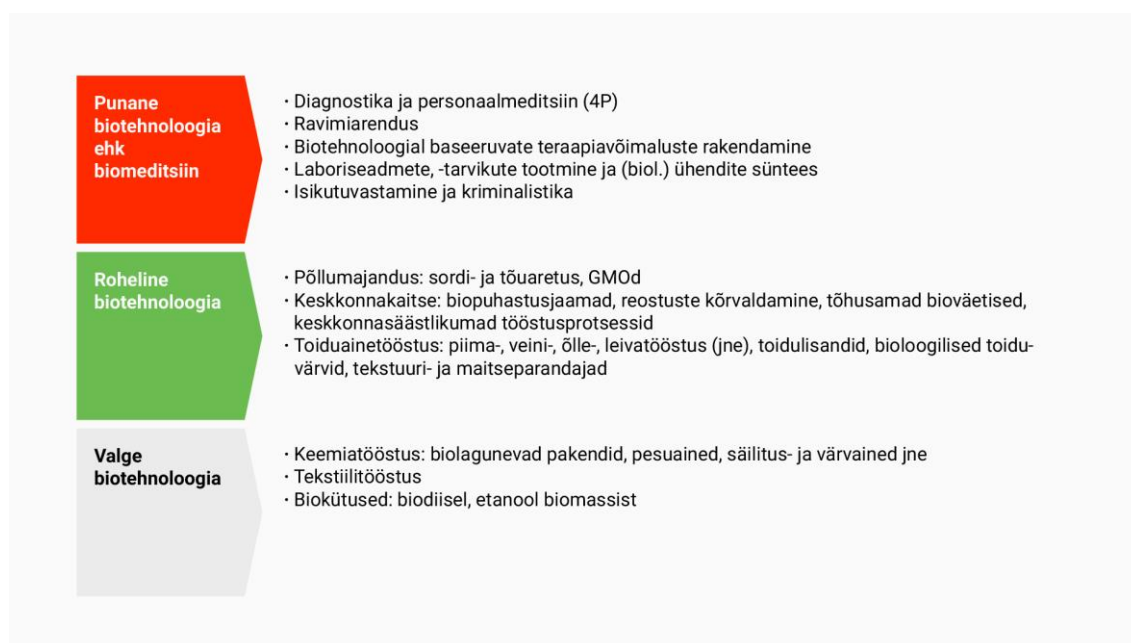 Punane
biotehnoloogia
ehk
biomeditsiin
· Diagnostika ja personaalmeditsiin (4P)
· Ravimiarendus
· Biotehnoloogial baseeruvate teraapiavõimaluste rakendamine
· Laboriseadmete, -tarvikute tootmine ja (biol.) ühendite süntees
· Isikutuvastamine ja kriminalistika
Roheline
biotehnoloogia
· Põllumajandus: sordi- ja tõuaretus, GMOd
· Keskkonnakaitse: biopuhastusjaamad, reostuste kõrvaldamine, tõhusamad bioväetised,
keskkonnasäästlikumad tööstusprotsessid
· Toiduainetööstus: piima-, veini-, õlle-, leivatööstus (jne), toidulisandid, bioloogilised toidu-
värvid, tekstuuri- ja maitseparandajad
Valge
biotehnoloogia
· Keemiatööstus: biolagunevad pakendid, pesuained, säilitus- ja värvained jne
· Tekstiilitööstus
· Biokütused: biodiisel, etanool biomassist